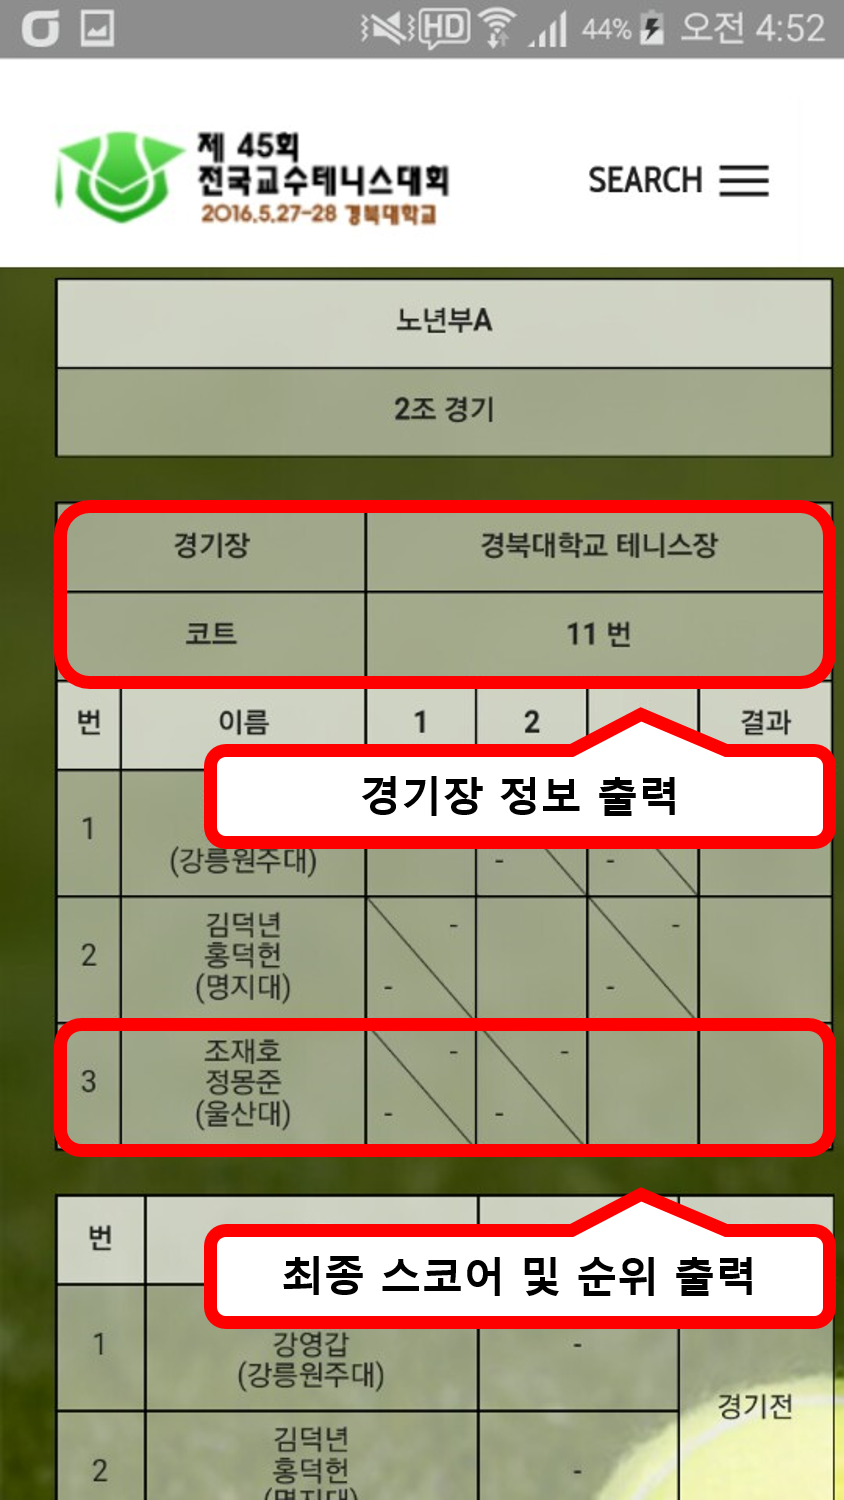 44% 오전 4:52
제 45회
전국교수테니스대회
2016.5.27-28 경북대학교
SEARCH
노년부A
2조 경기
경기장 경북대학교 테니스장
코트 11 번
번 이름 1 2 결과
경기장 정보 출력
1
(강릉원주대) - -
2
김덕년
홍덕헌
(명지대)
- -
- -
3
조재호
정몽준
(울산대)
- -
- -
번
최종 스코어 및 순위 출력
1
강영갑
(강릉원주대)
-
경기전
2
김덕년
홍덕헌
(명지대)
-